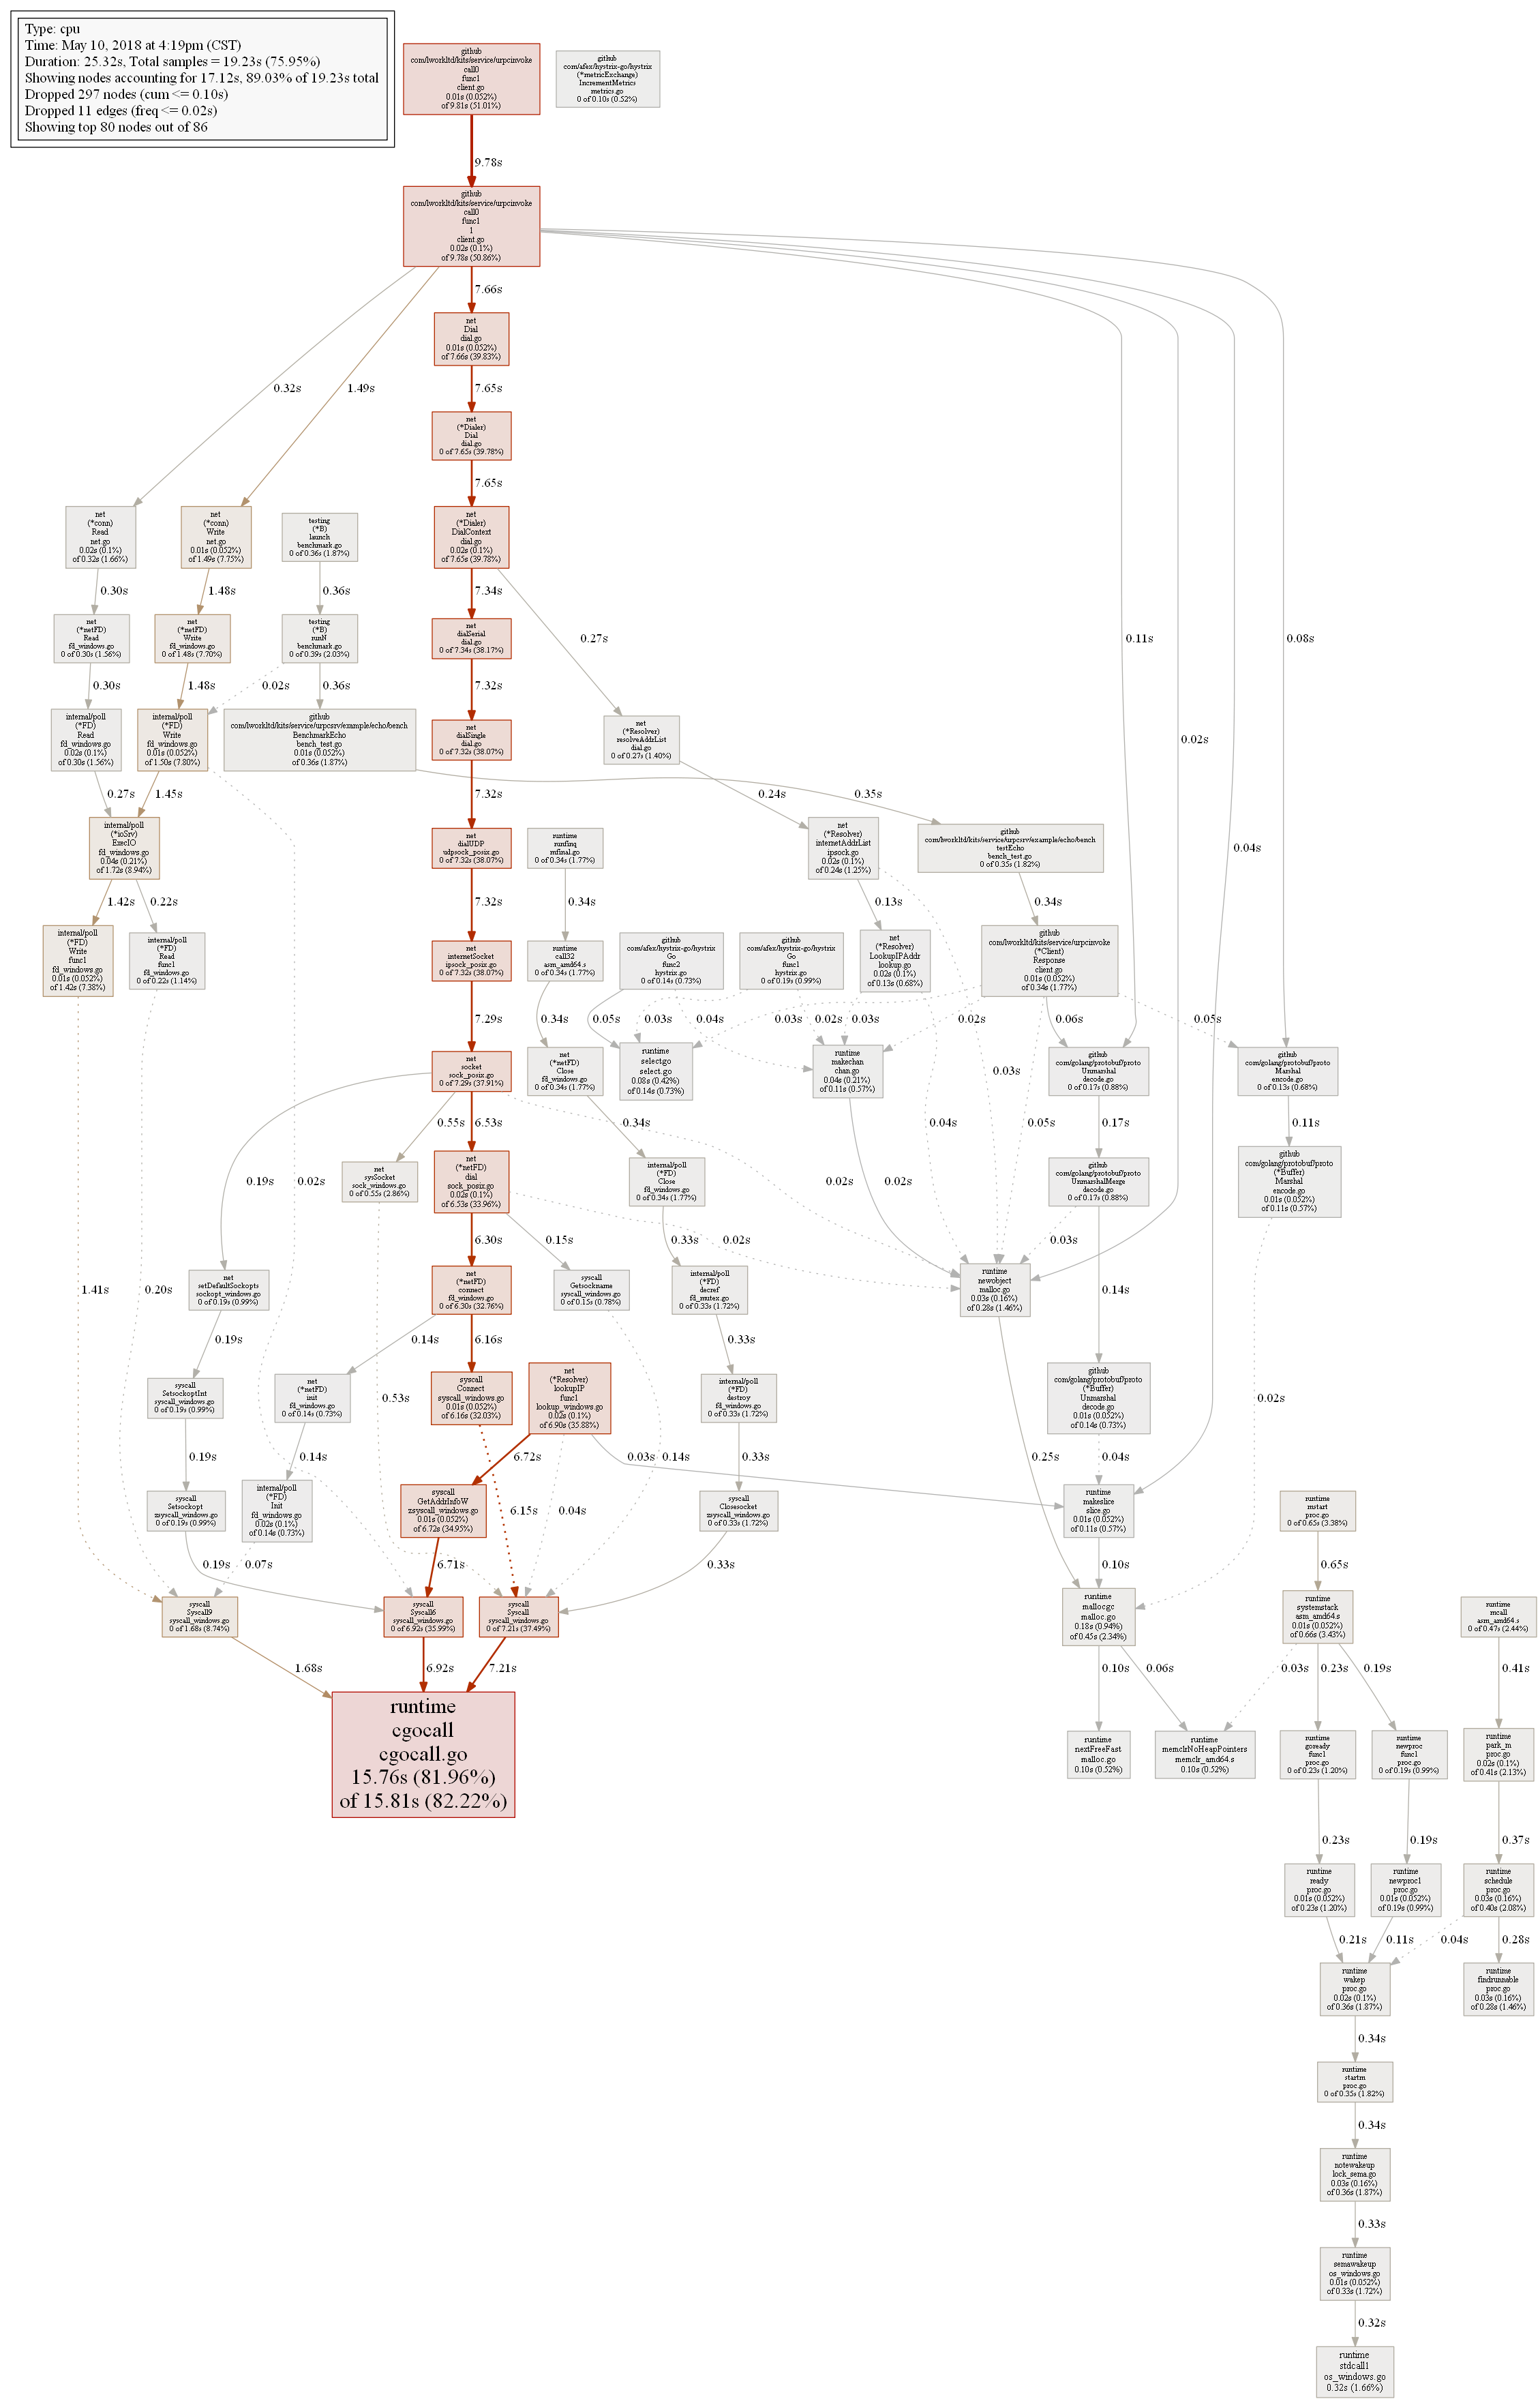 Type: cpu
Time: May 10, 2018 at 4:19pm (CST)
Duration: 25.32s, Total samples = 19.23s (75.95%)
Showing nodes accounting for 17.12s, 89.03% of 19.23s total
Dropped 297 nodes (cum <= 0.10s)
Dropped 11 edges (freq <= 0.02s)
Showing top 80 nodes out of 86
github
com/lworkltd/kits/service/urpcinvoke
call0
func1
client.go
0.01s (0.052%)
of 9.81s (51.01%)
github
com/afex/hystrix-go/hystrix
(*metricExchange)
IncrementMetrics
metrics.go
0 of 0.10s (0.52%)
9.78s
github
com/lworkltd/kits/service/urpcinvoke
call0
func1
1
client.go
0.02s (0.1%)
of 9.78s (50.86%)
7.66s
net
Dial
dial.go
0.01s (0.052%)
of 7.66s (39.83%)
0.32s
1.49s
7.65s
net
(*Dialer)
Dial
dial.go
0 of 7.65s (39.78%)
7.65s
net
(*conn)
Read
net.go
0.02s (0.1%)
of 0.32s (1.66%)
net
(*conn)
Write
net.go
0.01s (0.052%)
of 1.49s (7.75%)
testing
(*B)
launch
benchmark.go
0 of 0.36s (1.87%)
net
(*Dialer)
DialContext
dial.go
0.02s (0.1%)
of 7.65s (39.78%)
0.30s
1.48s
0.36s
7.34s
net
(*netFD)
Read
fd_windows.go
0 of 0.30s (1.56%)
net
(*netFD)
Write
fd_windows.go
0 of 1.48s (7.70%)
testing
(*B)
runN
benchmark.go
0 of 0.39s (2.03%)
net
dialSerial
dial.go
0 of 7.34s (38.17%)
0.27s
0.11s
0.08s
0.30s
1.48s
0.02s
0.36s
7.32s
internal/poll
(*FD)
Read
fd_windows.go
0.02s (0.1%)
of 0.30s (1.56%)
internal/poll
(*FD)
Write
fd_windows.go
0.01s (0.052%)
of 1.50s (7.80%)
github
com/lworkltd/kits/service/urpcsrv/example/echo/bench
BenchmarkEcho
bench_test.go
0.01s (0.052%)
of 0.36s (1.87%)
net
dialSingle
dial.go
0 of 7.32s (38.07%)
net
(*Resolver)
resolveAddrList
dial.go
0 of 0.27s (1.40%)
0.02s
0.27s
1.45s
7.32s
0.24s
0.35s
internal/poll
(*ioSrv)
ExecIO
fd_windows.go
0.04s (0.21%)
of 1.72s (8.94%)
net
dialUDP
udpsock_posix.go
0 of 7.32s (38.07%)
runtime
runfinq
mfinal.go
0 of 0.34s (1.77%)
net
(*Resolver)
internetAddrList
ipsock.go
0.02s (0.1%)
of 0.24s (1.25%)
github
com/lworkltd/kits/service/urpcsrv/example/echo/bench
testEcho
bench_test.go
0 of 0.35s (1.82%)
0.04s
1.42s
0.22s
7.32s
0.34s
0.13s
0.34s
internal/poll
(*FD)
Write
func1
fd_windows.go
0.01s (0.052%)
of 1.42s (7.38%)
internal/poll
(*FD)
Read
func1
fd_windows.go
0 of 0.22s (1.14%)
net
internetSocket
ipsock_posix.go
0 of 7.32s (38.07%)
runtime
call32
asm_amd64.s
0 of 0.34s (1.77%)
github
com/afex/hystrix-go/hystrix
Go
func2
hystrix.go
0 of 0.14s (0.73%)
github
com/afex/hystrix-go/hystrix
Go
func1
hystrix.go
0 of 0.19s (0.99%)
net
(*Resolver)
LookupIPAddr
lookup.go
0.02s (0.1%)
of 0.13s (0.68%)
github
com/lworkltd/kits/service/urpcinvoke
(*Client)
Response
client.go
0.01s (0.052%)
of 0.34s (1.77%)
7.29s
0.34s
0.05s
0.03s
0.04s
0.03s
0.02s
0.03s
0.02s
0.06s
0.05s
net
socket
sock_posix.go
0 of 7.29s (37.91%)
net
(*netFD)
Close
fd_windows.go
0 of 0.34s (1.77%)
runtime
selectgo
select.go
0.08s (0.42%)
of 0.14s (0.73%)
runtime
makechan
chan.go
0.04s (0.21%)
of 0.11s (0.57%)
0.03s
github
com/golang/protobuf/proto
Unmarshal
decode.go
0 of 0.17s (0.88%)
github
com/golang/protobuf/proto
Marshal
encode.go
0 of 0.13s (0.68%)
0.55s
6.53s
0.34s
0.04s
0.05s
0.17s
0.11s
net
sysSocket
sock_windows.go
0 of 0.55s (2.86%)
net
(*netFD)
dial
sock_posix.go
0.02s (0.1%)
of 6.53s (33.96%)
internal/poll
(*FD)
Close
fd_windows.go
0 of 0.34s (1.77%)
github
com/golang/protobuf/proto
UnmarshalMerge
decode.go
0 of 0.17s (0.88%)
github
com/golang/protobuf/proto
(*Buffer)
Marshal
encode.go
0.01s (0.052%)
of 0.11s (0.57%)
0.19s
0.02s
0.02s
0.02s
6.30s
0.15s
0.33s
0.02s
0.03s
net
setDefaultSockopts
sockopt_windows.go
0 of 0.19s (0.99%)
net
(*netFD)
connect
fd_windows.go
0 of 6.30s (32.76%)
syscall
Getsockname
syscall_windows.go
0 of 0.15s (0.78%)
internal/poll
(*FD)
decref
fd_mutex.go
0 of 0.33s (1.72%)
runtime
newobject
malloc.go
0.03s (0.16%)
of 0.28s (1.46%)
1.41s
0.20s
0.14s
0.19s
0.14s
6.16s
0.33s
syscall
SetsockoptInt
syscall_windows.go
0 of 0.19s (0.99%)
net
(*netFD)
init
fd_windows.go
0 of 0.14s (0.73%)
syscall
Connect
syscall_windows.go
0.01s (0.052%)
of 6.16s (32.03%)
net
(*Resolver)
lookupIP
func1
lookup_windows.go
0.02s (0.1%)
of 6.90s (35.88%)
internal/poll
(*FD)
destroy
fd_windows.go
0 of 0.33s (1.72%)
github
com/golang/protobuf/proto
(*Buffer)
Unmarshal
decode.go
0.01s (0.052%)
of 0.14s (0.73%)
0.53s
0.02s
0.19s
0.14s
6.72s
0.03s
0.14s
0.33s
0.25s
0.04s
syscall
Setsockopt
zsyscall_windows.go
0 of 0.19s (0.99%)
internal/poll
(*FD)
Init
fd_windows.go
0.02s (0.1%)
of 0.14s (0.73%)
syscall
GetAddrInfoW
zsyscall_windows.go
0.01s (0.052%)
of 6.72s (34.95%)
6.15s
0.04s
syscall
Closesocket
zsyscall_windows.go
0 of 0.33s (1.72%)
runtime
makeslice
slice.go
0.01s (0.052%)
of 0.11s (0.57%)
runtime
mstart
proc.go
0 of 0.65s (3.38%)
0.19s
0.07s
6.71s
0.33s
0.10s
0.65s
syscall
Syscall9
syscall_windows.go
0 of 1.68s (8.74%)
syscall
Syscall6
syscall_windows.go
0 of 6.92s (35.99%)
syscall
Syscall
syscall_windows.go
0 of 7.21s (37.49%)
runtime
mallocgc
malloc.go
0.18s (0.94%)
of 0.45s (2.34%)
runtime
systemstack
asm_amd64.s
0.01s (0.052%)
of 0.66s (3.43%)
runtime
mcall
asm_amd64.s
0 of 0.47s (2.44%)
1.68s
6.92s
7.21s
0.10s
0.06s
0.03s
0.23s
0.19s
0.41s
runtime
cgocall
cgocall.go
15.76s (81.96%)
of 15.81s (82.22%)
runtime
nextFreeFast
malloc.go
0.10s (0.52%)
runtime
memclrNoHeapPointers
memclr_amd64.s
0.10s (0.52%)
runtime
goready
func1
proc.go
0 of 0.23s (1.20%)
runtime
newproc
func1
proc.go
0 of 0.19s (0.99%)
runtime
park_m
proc.go
0.02s (0.1%)
of 0.41s (2.13%)
0.23s
0.19s
0.37s
runtime
ready
proc.go
0.01s (0.052%)
of 0.23s (1.20%)
runtime
newproc1
proc.go
0.01s (0.052%)
of 0.19s (0.99%)
runtime
schedule
proc.go
0.03s (0.16%)
of 0.40s (2.08%)
0.21s
0.11s
0.04s
0.28s
runtime
wakep
proc.go
0.02s (0.1%)
of 0.36s (1.87%)
runtime
findrunnable
proc.go
0.03s (0.16%)
of 0.28s (1.46%)
0.34s
runtime
startm
proc.go
0 of 0.35s (1.82%)
0.34s
runtime
notewakeup
lock_sema.go
0.03s (0.16%)
of 0.36s (1.87%)
0.33s
runtime
semawakeup
os_windows.go
0.01s (0.052%)
of 0.33s (1.72%)
0.32s
runtime
stdcall1
os_windows.go
0.32s (1.66%)